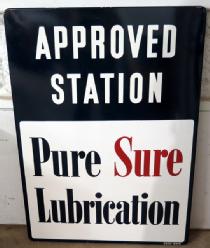 APPROVED
STATION
Pure Sure
Lubrication